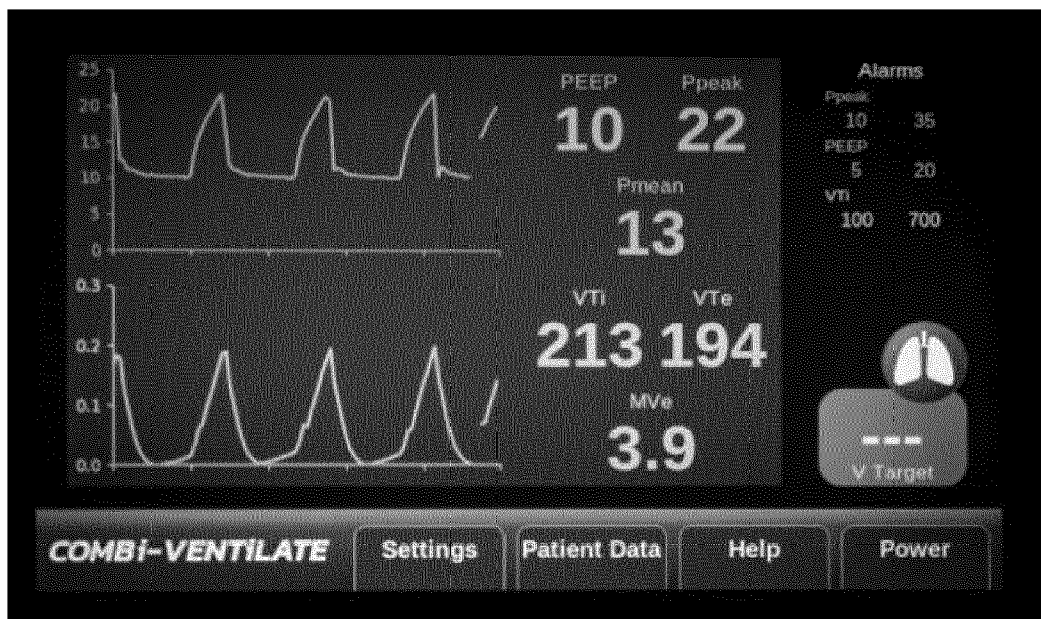 25
20
15
10
5
0
0.3
0.2
0.1
0.0
PEEP Ppeak
10 22
Pmean
13
VTi VTe
213 194
MVe
3.9
Alarms
Ppeak
10 35
PEEP
5 20
VTi
100 700
---
V Target
COMBi-VENTiLATE Settings Patient Data Help Power